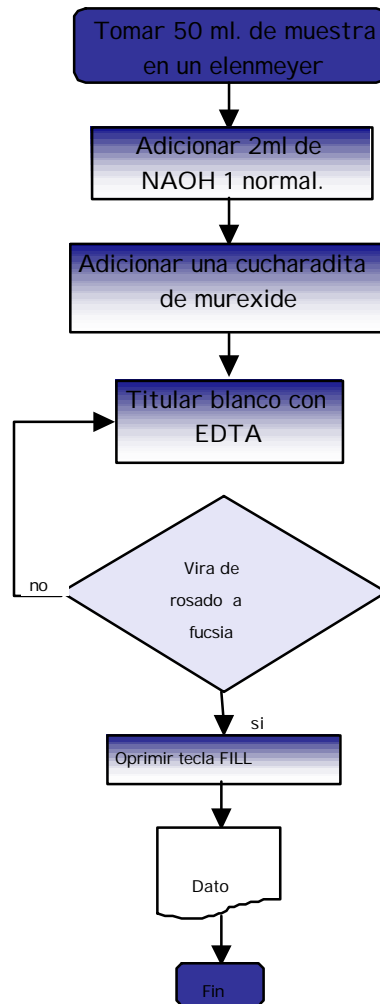 Tomar 50 ml. de muestra
en un elenmeyer
Adicionar 2ml de
NAOH 1 normal.
Adicionar una cucharadita
de murexide
Titular blanco con
EDTA
Vira de
rosado a
fucsia
no
si
Oprimir tecla FILL
Dato
Fin